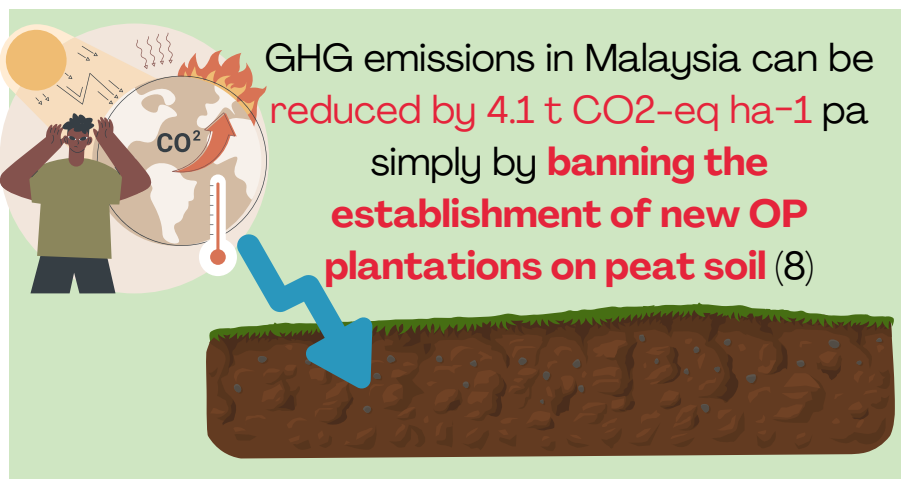 GHG emissions in Malaysia can be
reduced by 4.1 t CO2-eq ha-1 pa
simply by banning the
establishment of new OP
plantations on peat soil (8)
CO²